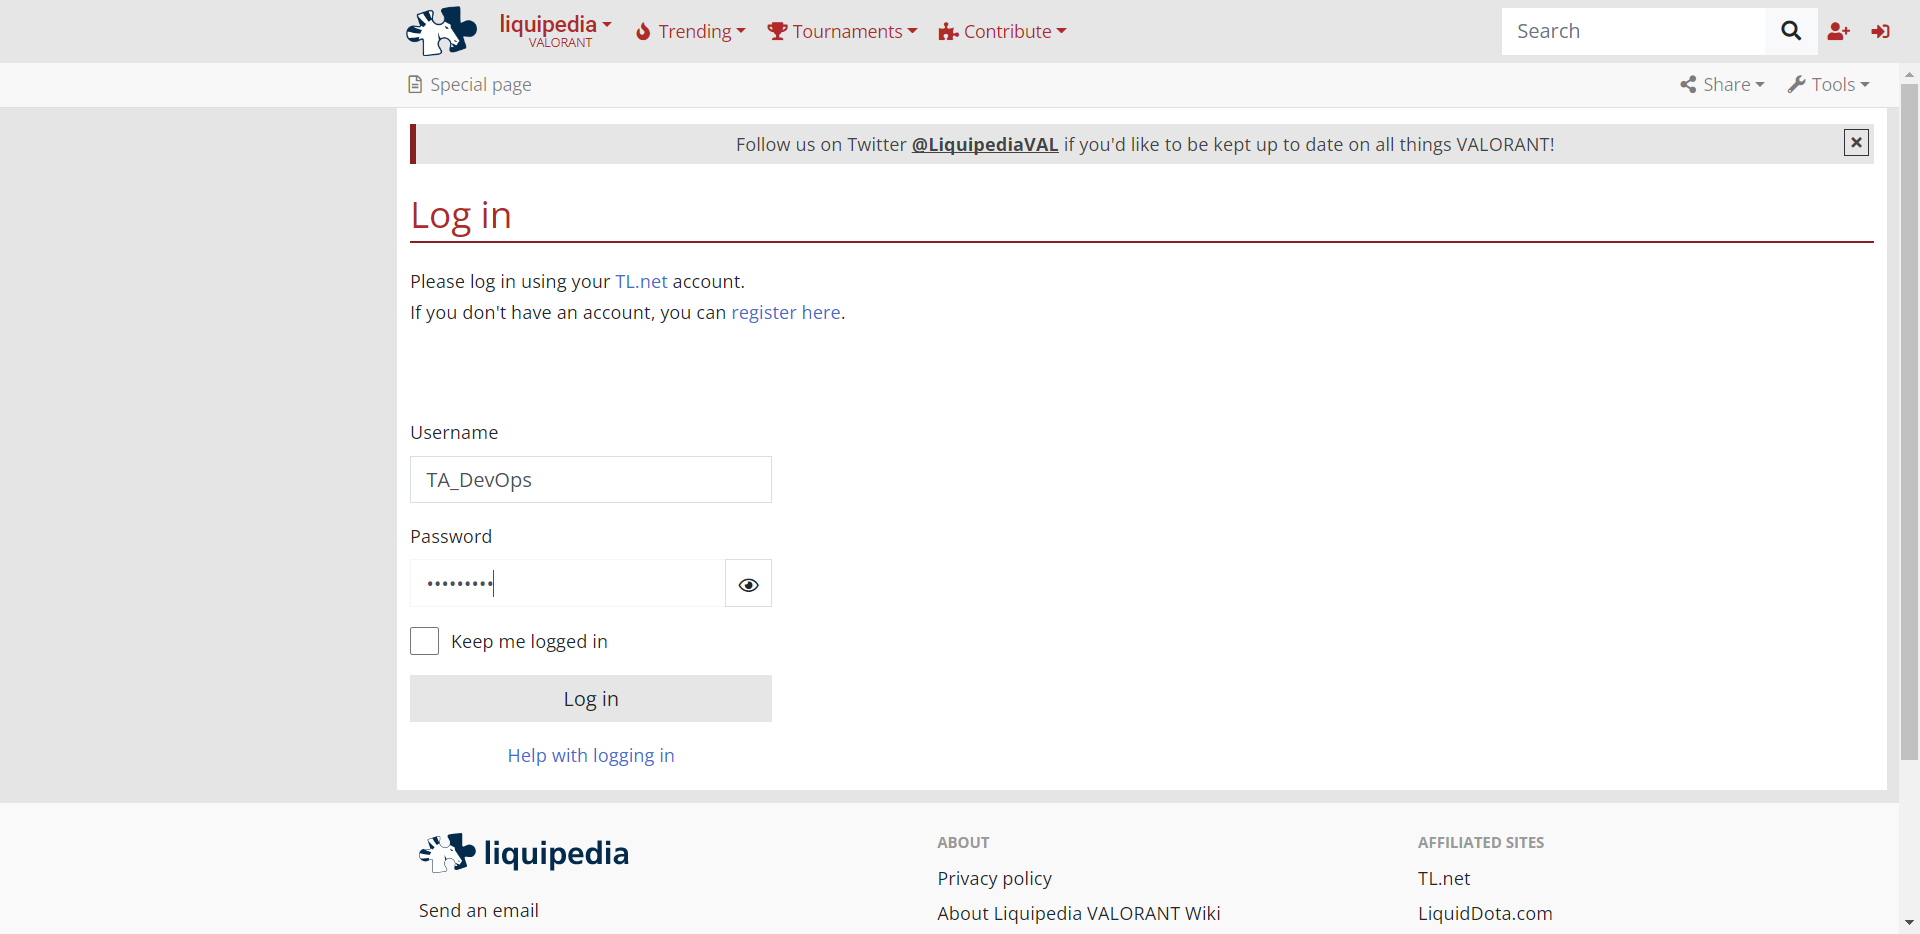 liquipedia
VALORANT
Trending
Tournaments
Contribute
Search
Special page
Share
Tools
Follow us on Twitter @LiquipediaVAL if you'd like to be kept up to date on all things VALORANT!
Log in
Please log in using your TL.net account.
If you don't have an account, you can register here.
Username
TA_DevOps
Password
•••••••••
Keep me logged in
Log in
Help with logging in
liquipedia
Send an email
ABOUT
Privacy policy
About Liquipedia VALORANT Wiki
AFFILIATED SITES
TL.net
LiquidDota.com